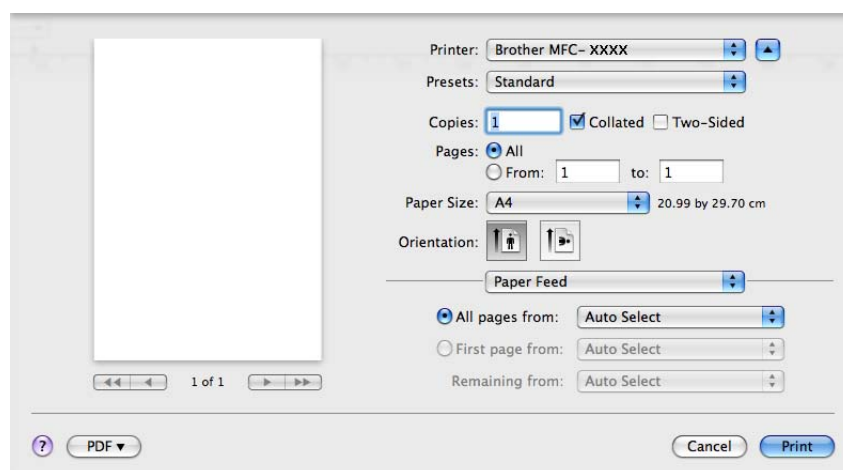 Printer: Brother MFC- XXXX
Presets: Standard
Copies: 1 Collated Two-Sided
Pages: All
From: 1 to: 1
Paper Size: A4 20.99 by 29.70 cm
Orientation:
Paper Feed
All pages from: Auto Select
First page from: Auto Select
Remaining from: Auto Select
1 of 1
? PDF ▾ Cancel Print